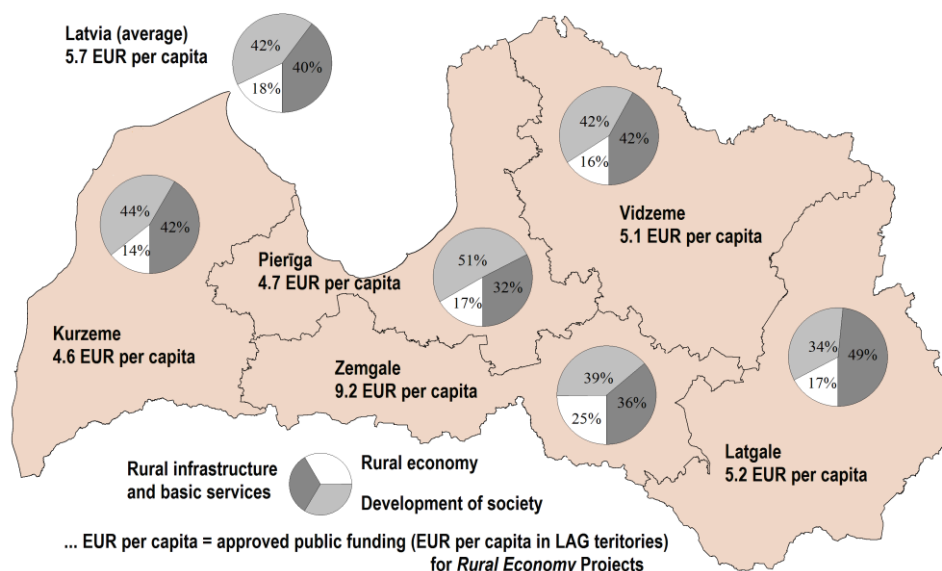 Latvia (average)
5.7 EUR per capita
42%
40%
18%
42%
42%
16%
Vidzeme
5.1 EUR per capita
44%
42%
14%
Pierīga
4.7 EUR per capita
51%
32%
17%
Kurzeme
4.6 EUR per capita
Zemgale
9.2 EUR per capita
39%
36%
25%
34%
49%
17%
Latgale
5.2 EUR per capita
Rural infrastructure
and basic services
Rural economy
Development of society
... EUR per capita = approved public funding (EUR per capita in LAG teritories)
for Rural Economy Projects